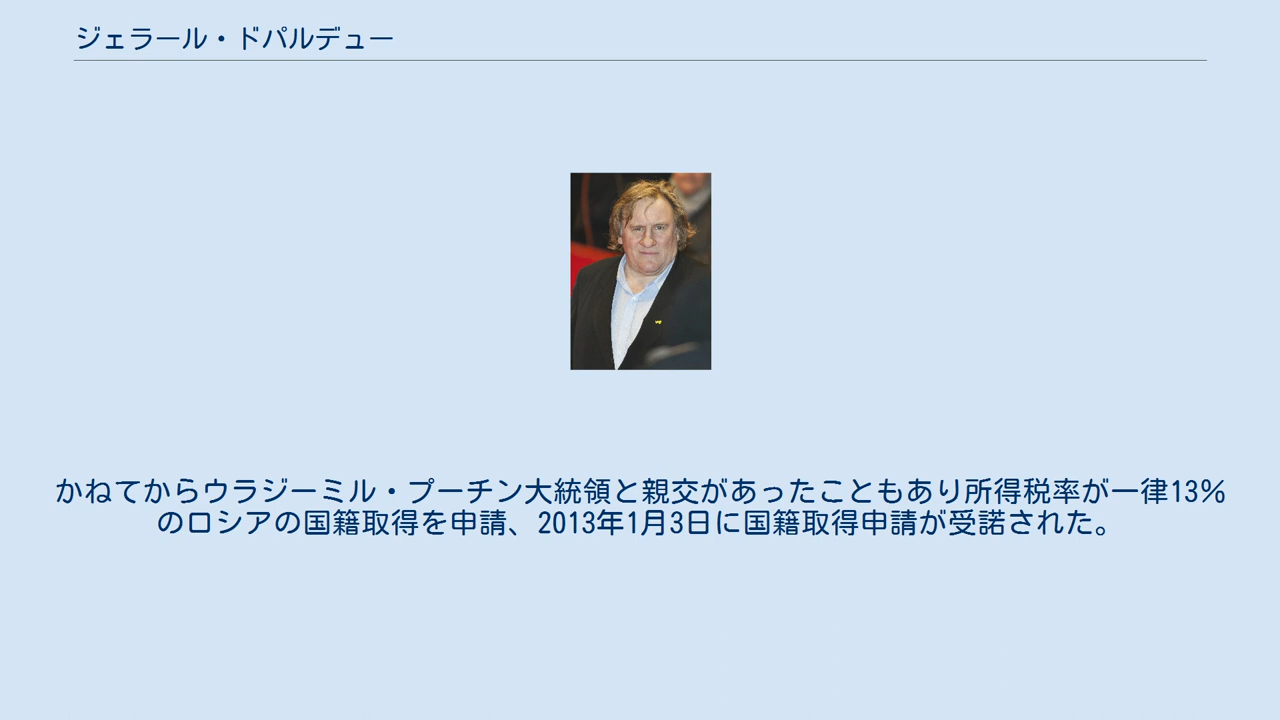 ジェラール・ドパルデュー
かねてからウラジーミル・プーチン大統領と親交があったこともあり所得税率が一律13%
のロシアの国籍取得を申請、2013年1月3日に国籍取得申請が受諾された。